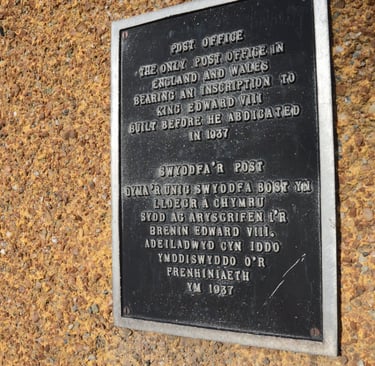 POST OFFICE
THE ONLY POST OFFICE IN
ENGLAND AND WALES
BEARING AN INSCRIPTION TO
KING EDWARD VIII
BUILT BEFORE HE ABDICATED
IN 1937
SWYDDFA'R POST
DYMA'R UNIG SWYDDFA BOST YN
LLOEGR A CHYMRU
SYDD AG ARYSGRIFEN I'R
BRENIN EDWARD VIII.
ADEILADWYD CYN IDDO
YMDDISWYDDO O'R
FRENHINIAETH
YM 1937